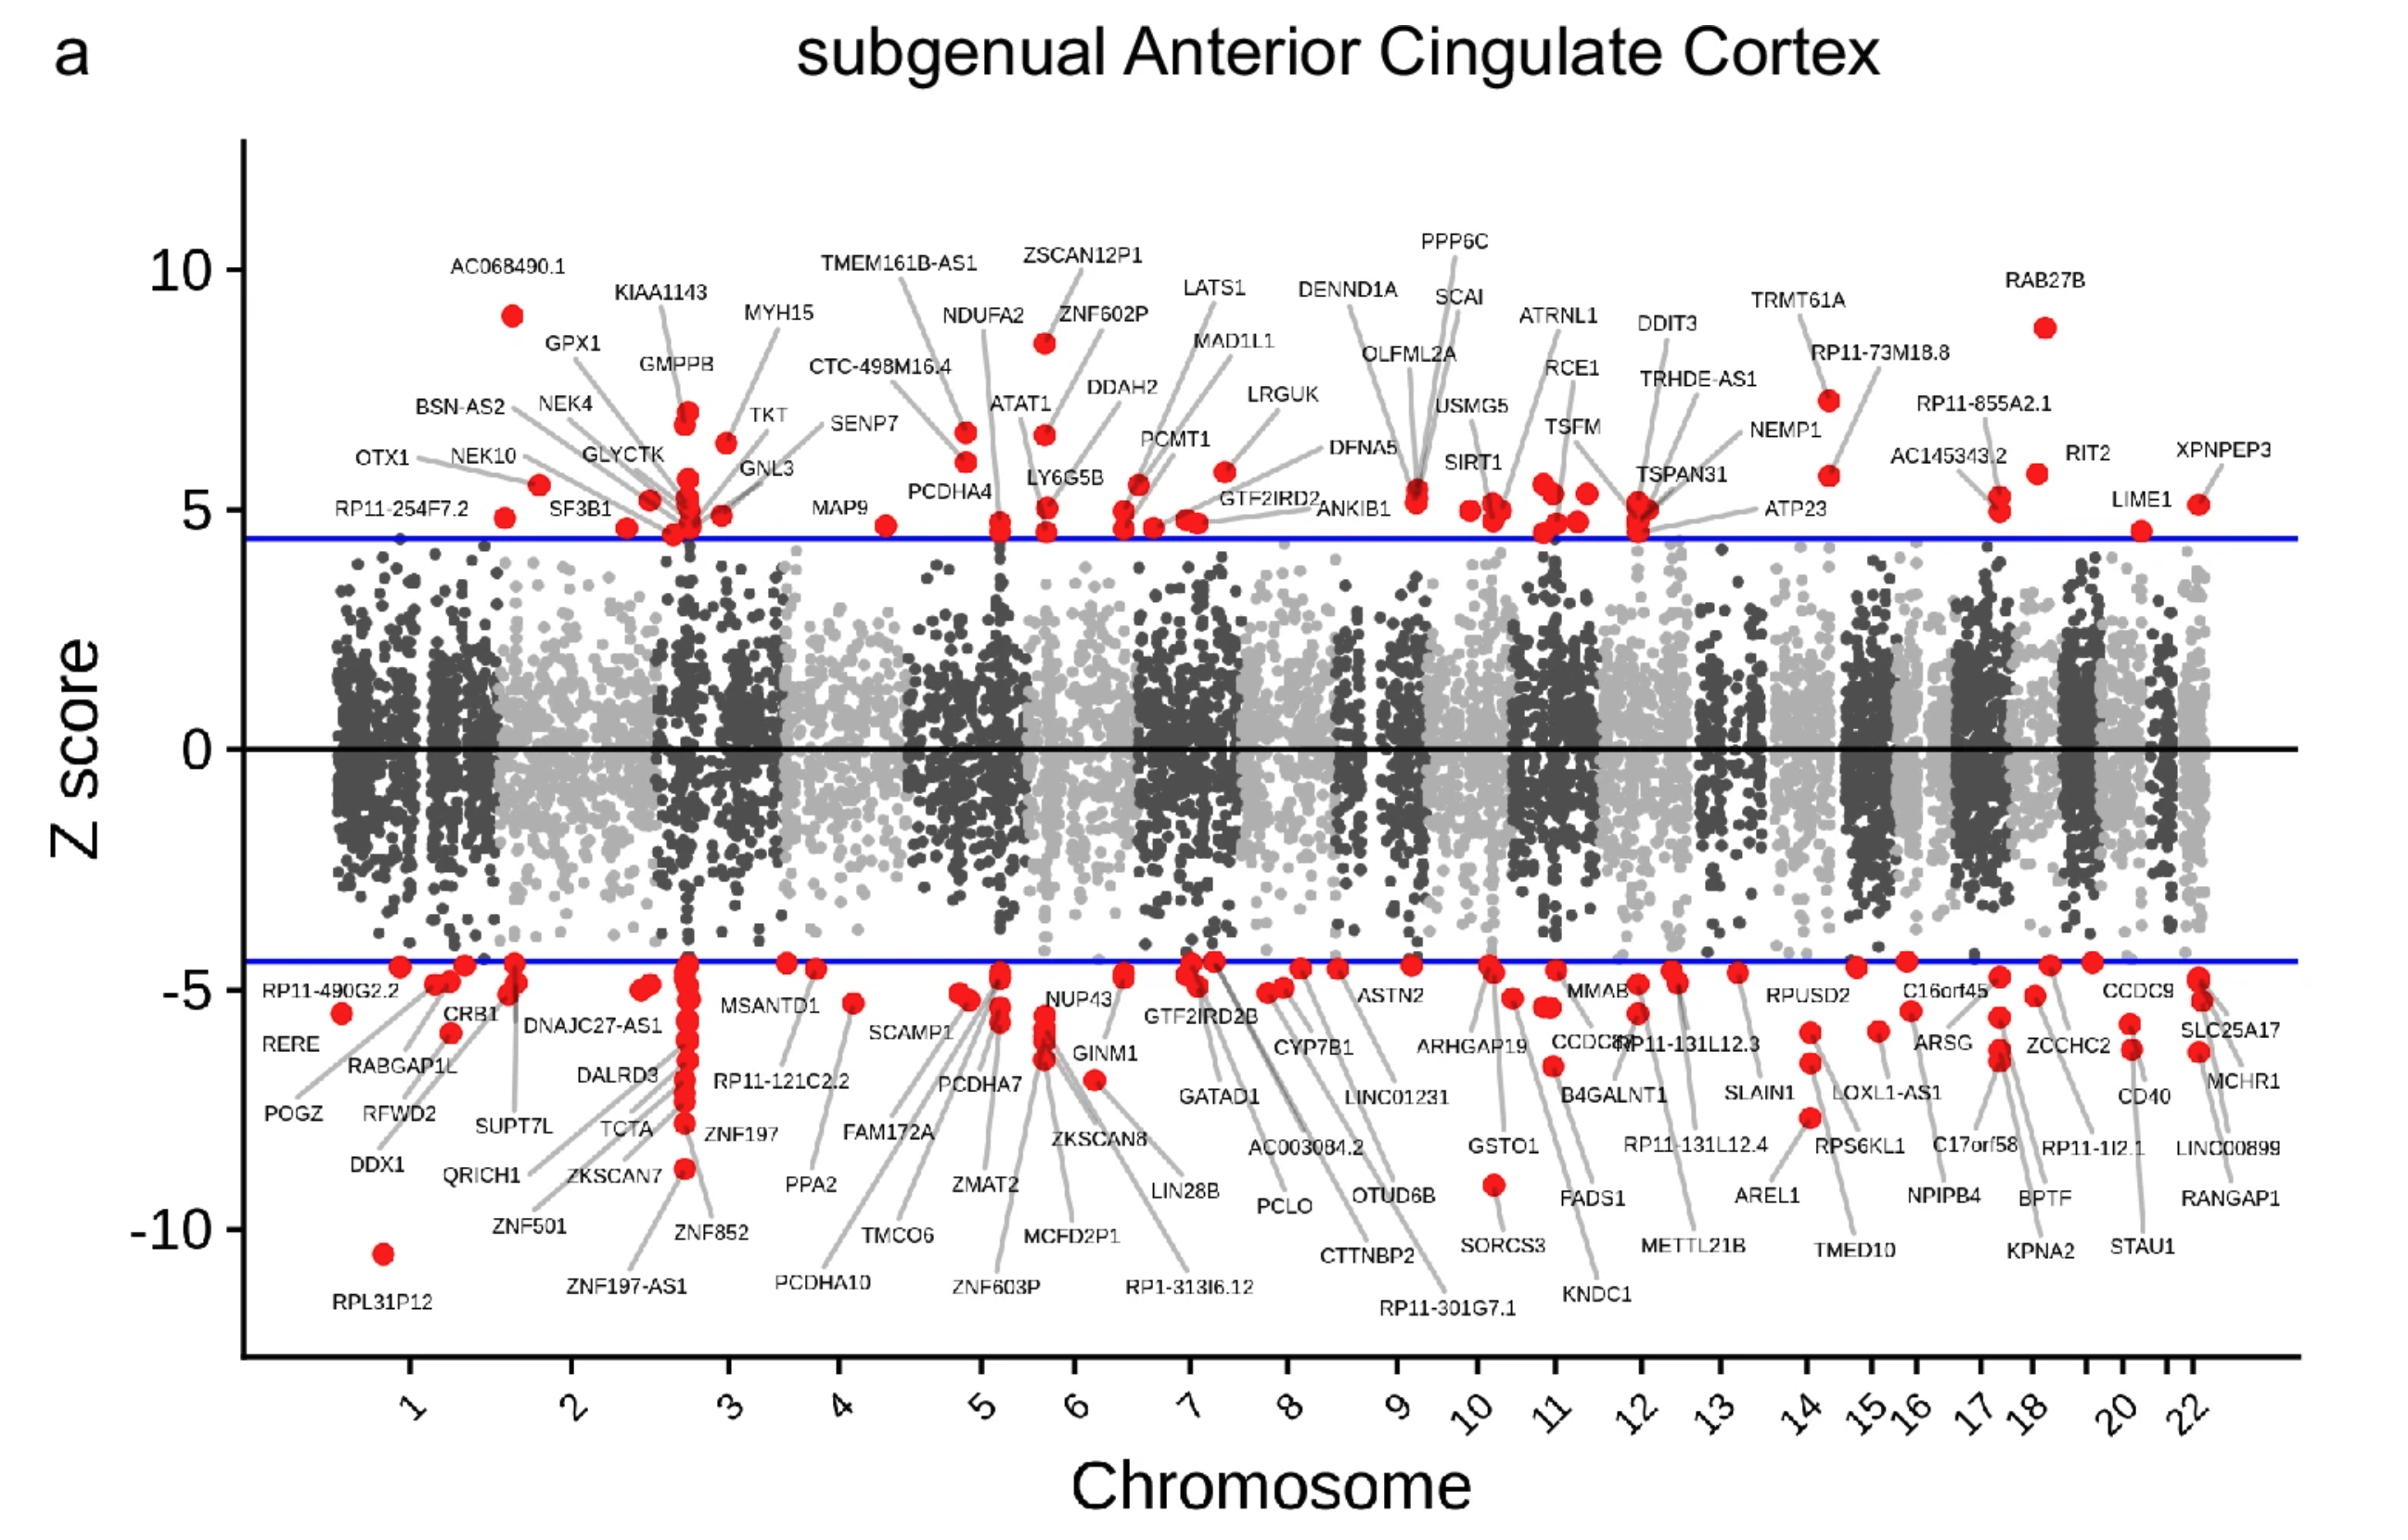 a
subgenual Anterior Cingulate Cortex
Z score
10
5
0
-5
-10
PPP6C
AC068490.1
TMEM161B-AS1
ZSCAN12P1
RAB27B
KIAA1143
LATS1
DENND1A
SCAI
TRMT61A
MYH15
NDUFA2
ZNF602P
ATRNL1
DDIT3
GPX1
MAD1L1
OLFML2A
RP11-73M18.8
GMPPB
CTC-498M16.4
RCE1
TRHDE-AS1
DDAH2
LRGUK
BSN-AS2
NEK4
ATAT1
USMG5
RP11-855A2.1
TKT
SENP7
TSFM
NEMP1
PCMT1
DFNA5
XPNPEP3
OTX1
NEK10
GLYCTK
GNL3
SIRT1
AC145343.2
RIT2
LY6G5B
TSPAN31
PCDHA4
GTF2IRD2
RP11-254F7.2
SF3B1
MAP9
ANKIB1
ATP23
LIME1
RP11-490G2.2
MSANTD1
NUP43
ASTN2
MMAB
RPUSD2
C16orf45
CCDC9
CRB1
DNAJC27-AS1
SCAMP1
GTF2IRD2B
SLC25A17
RERE
GINM1
CYP7B1
ARHGAP19
RP11-131L12.3
ARSG
ZCCHC2
RABGAP1L
DALRD3
RP11-121C2.2
PCDHA7
MCHR1
GATAD1
LINC01231
B4GALNT1
SLAIN1
LOXL1-AS1
CD40
POGZ
RFWD2
SUPT7L
TCTA
ZNF197
FAM172A
ZKSCAN8
AC003084.2
GSTO1
RP11-131L12.4
RPS6KL1
C17orf58
RP11-1I2.1
LINC00899
DDX1
QRICH1
ZKSCAN7
PPA2
ZMAT2
LIN28B
OTUD6B
FADS1
AREL1
NPIPB4
BPTF
RANGAP1
PCLO
ZNF501
ZNF852
TMCO6
MCFD2P1
CTTNBP2
SORCS3
METTL21B
TMED10
KPNA2
STAU1
ZNF197-AS1
PCDHA10
ZNF603P
RP1-313I6.12
KNDC1
RPL31P12
RP11-301G7.1
1 2 3 4 5 6 7 8 9 10 11 12 13 14 15 16 17 18 20 22
Chromosome